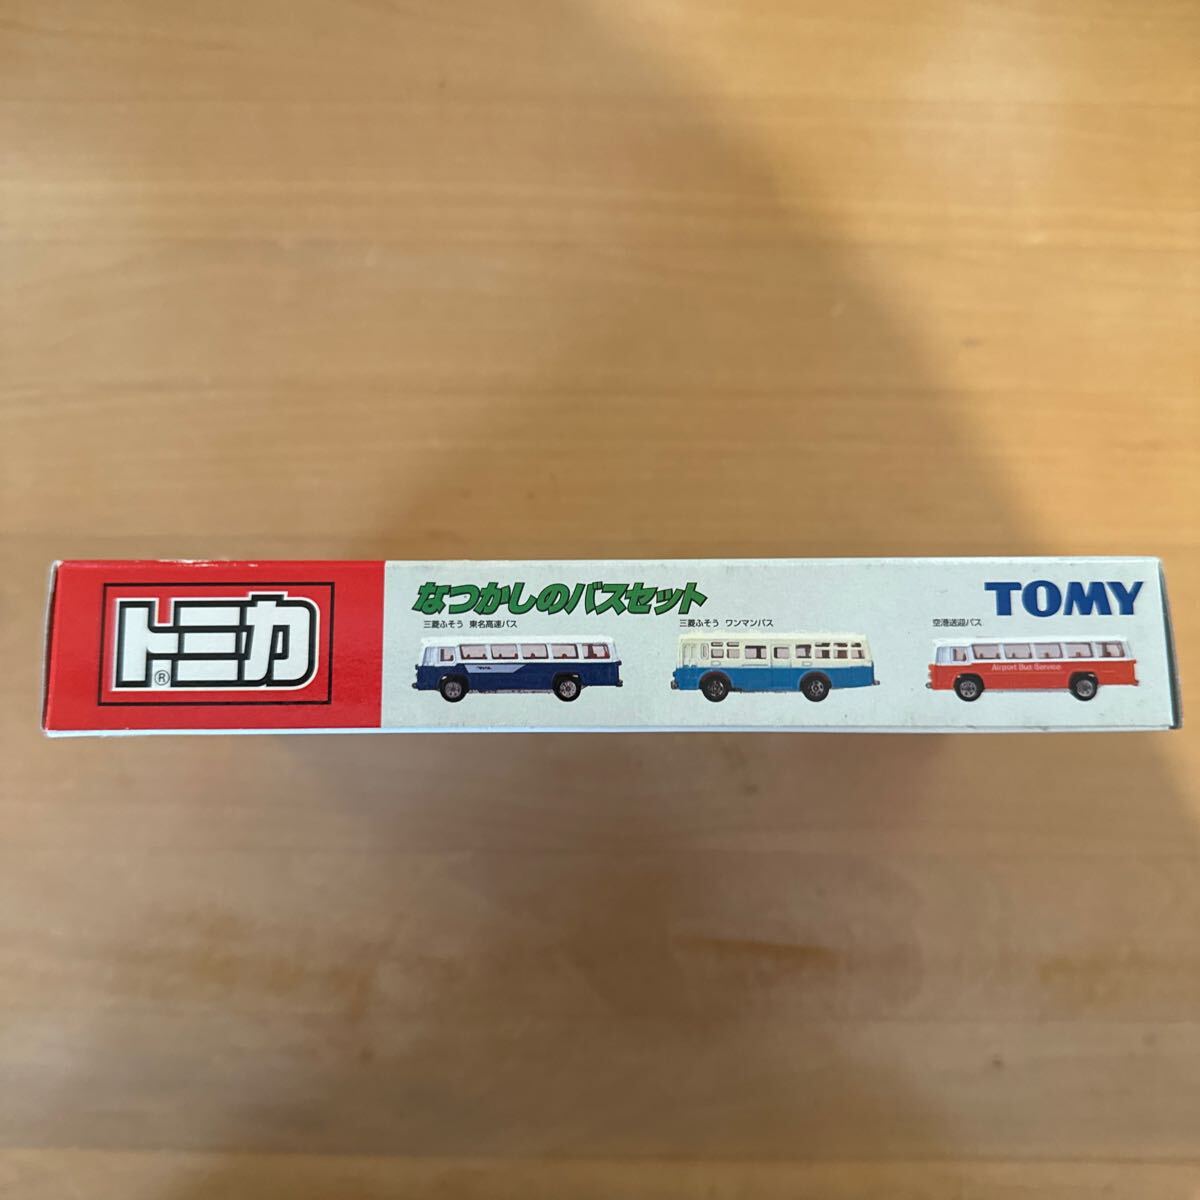 トミカ®
なつかしのバスセット
TOMY
三菱ふそう 東名高速バス
三菱ふそう ワンマンバス
空港送迎バス
Airport Bus Service